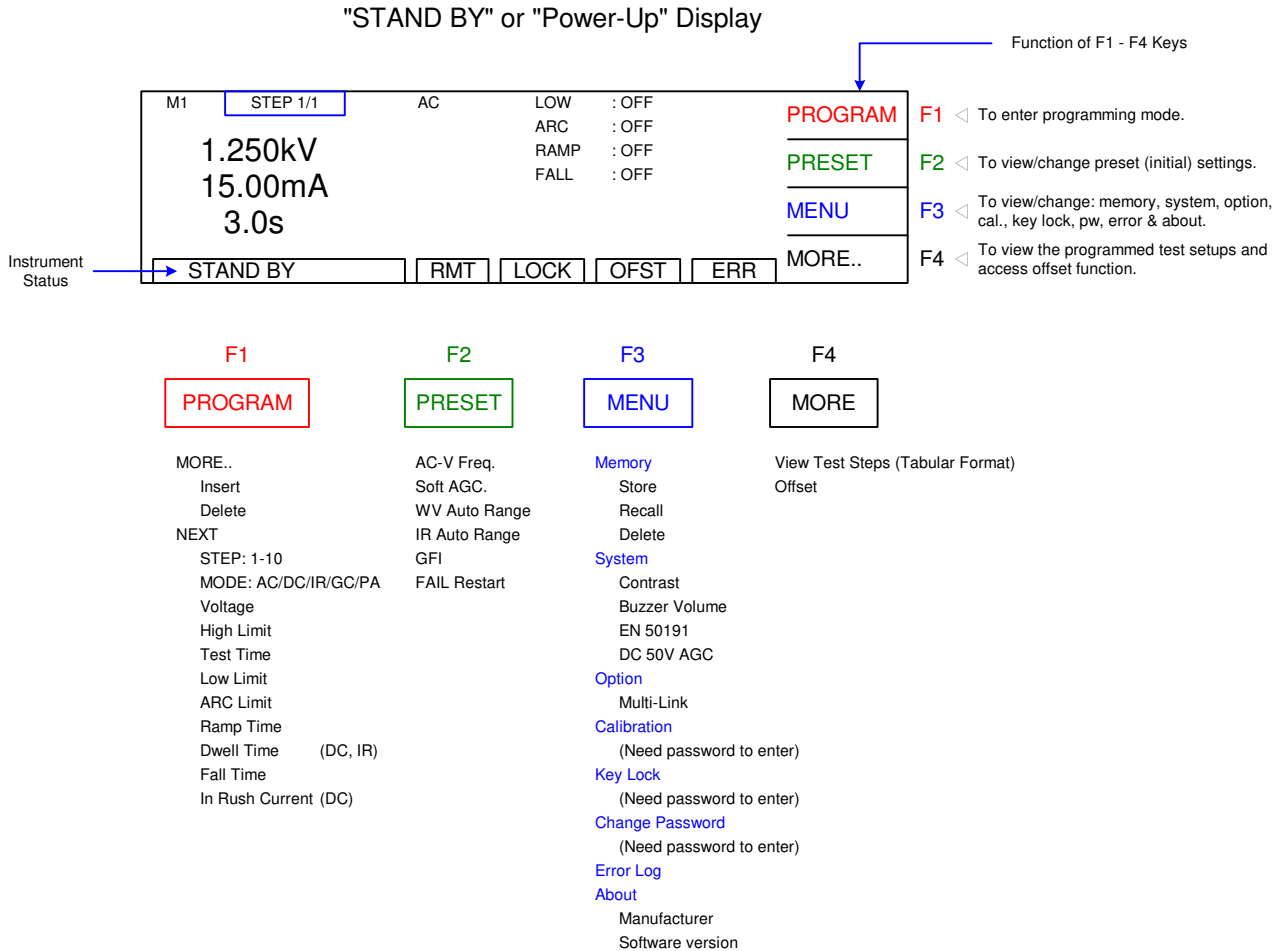 "STAND BY" or "Power-Up" Display
Function of F1 - F4 Keys
M1 STEP 1/1 AC LOW : OFF
ARC : OFF
RAMP : OFF
FALL : OFF
1.250kV
15.00mA
3.0s
PROGRAM F1 To enter programming mode.
PRESET F2 To view/change preset (initial) settings.
MENU F3 To view/change: memory, system, option,
cal., key lock, pw, error & about.
MORE.. F4 To view the programmed test setups and
access offset function.
Instrument
Status
STAND BY RMT LOCK OFST ERR
F1
PROGRAM
MORE..
Insert
Delete
NEXT
STEP: 1-10
MODE: AC/DC/IR/GC/PA
Voltage
High Limit
Test Time
Low Limit
ARC Limit
Ramp Time
Dwell Time (DC, IR)
Fall Time
In Rush Current (DC)
F2
PRESET
AC-V Freq.
Soft AGC.
WV Auto Range
IR Auto Range
GFI
FAIL Restart
F3
MENU
Memory
Store
Recall
Delete
System
Contrast
Buzzer Volume
EN 50191
DC 50V AGC
Option
Multi-Link
Calibration
(Need password to enter)
Key Lock
(Need password to enter)
Change Password
(Need password to enter)
Error Log
About
Manufacturer
Software version
F4
MORE
View Test Steps (Tabular Format)
Offset